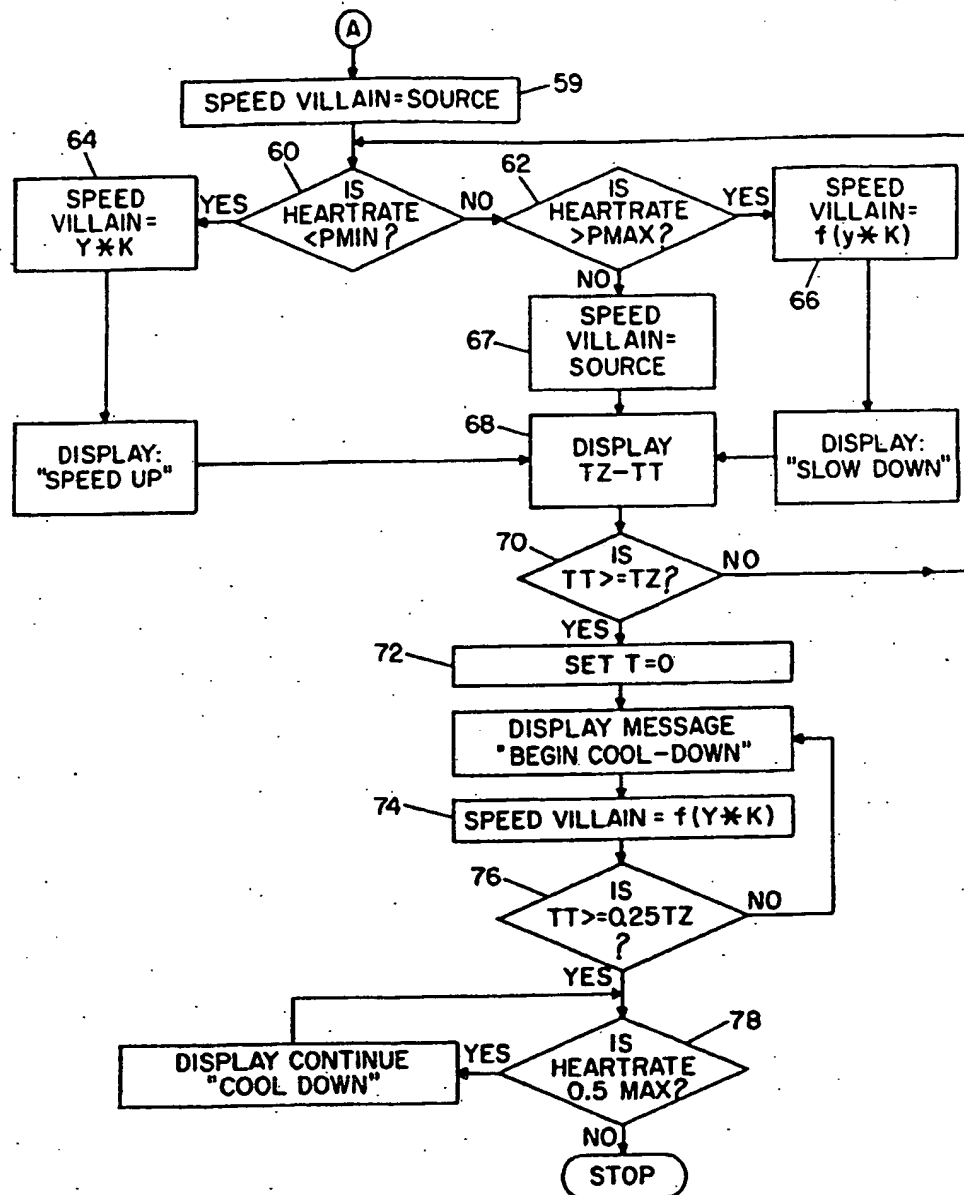 A
SPEED VILLAIN=SOURCE
59
64
SPEED
VILLAIN=
Y*K
YES
60
IS
HEARTRATE
<PMIN?
NO
62
IS
HEARTRATE
>PMAX?
YES
SPEED
VILLAIN=
f(y*K)
66
NO
67
SPEED
VILLAIN=
SOURCE
DISPLAY:
"SPEED UP"
68
DISPLAY
TZ-TT
DISPLAY:
"SLOW DOWN"
70
IS
TT>=TZ?
NO
YES
72
SET T=0
DISPLAY MESSAGE
"BEGIN COOL-DOWN"
74
SPEED VILLAIN = f(Y*K)
76
IS
TT>=0.25TZ
?
NO
YES
78
IS
HEARTRATE
0.5 MAX?
YES
DISPLAY CONTINUE
"COOL DOWN"
NO
STOP